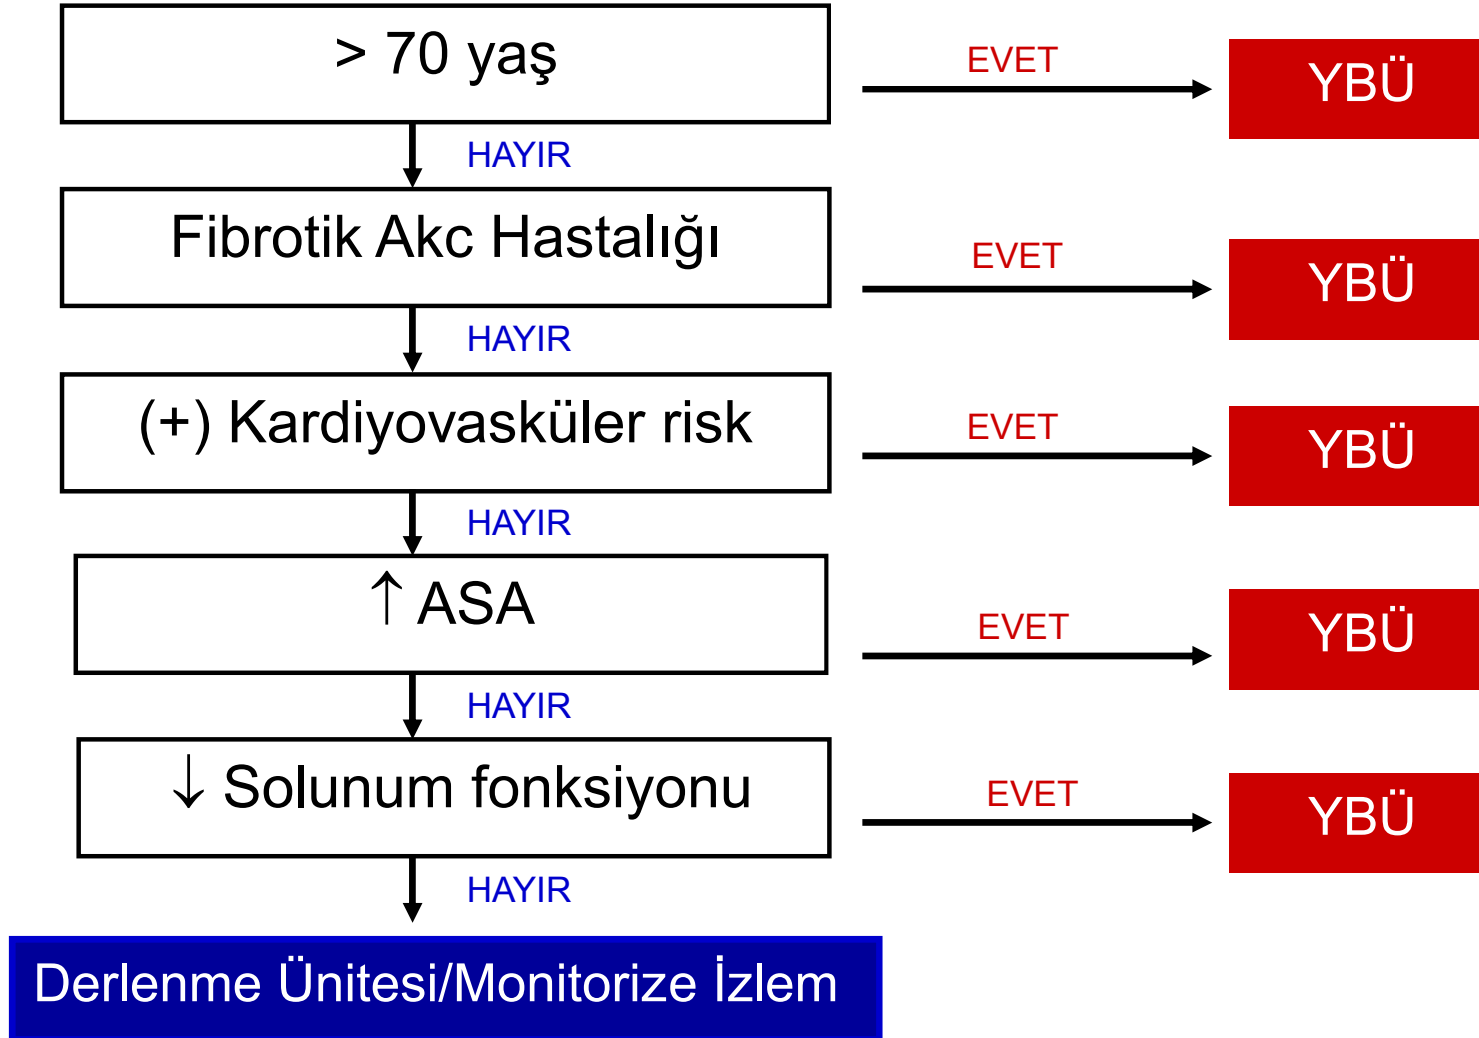 > 70 yaş
EVET
YBÜ
HAYIR
Fibrotik Akc Hastalığı
EVET
YBÜ
HAYIR
(+) Kardiyovasküler risk
EVET
YBÜ
HAYIR
↑ ASA
EVET
YBÜ
HAYIR
↓ Solunum fonksiyonu
EVET
YBÜ
HAYIR
Derlenme Ünitesi/Monitorize İzlem